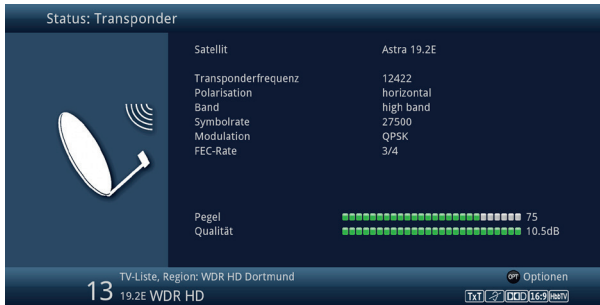 Status: Transponder
Satellit Astra 19.2E
Transponderfrequenz 12422
Polarisation horizontal
Band high band
Symbolrate 27500
Modulation QPSK
FEC-Rate 3/4
Pegel 75
Qualität 10.5dB
TV-Liste, Region: WDR HD Dortmund OPT Optionen
13 19.2E WDR HD TxT 16:9 HbbTV